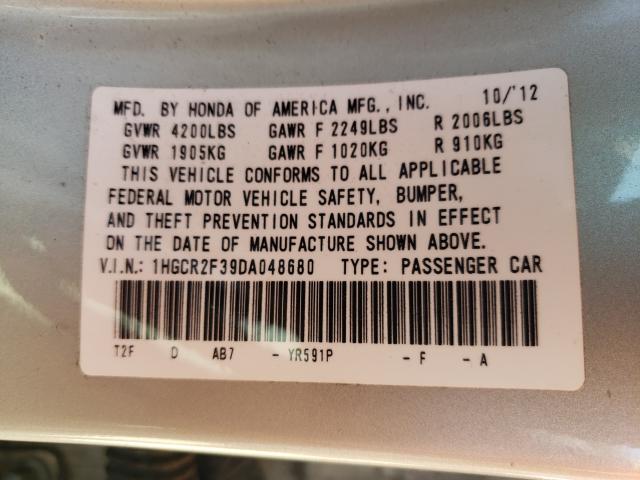 MFD. BY HONDA OF AMERICA MFG., INC. 10/'12
GVWR 4200LBS GAWR F 2249LBS R 2006LBS
GVWR 1905KG GAWR F 1020KG R 910KG
THIS VEHICLE CONFORMS TO ALL APPLICABLE
FEDERAL MOTOR VEHICLE SAFETY, BUMPER,
AND THEFT PREVENTION STANDARDS IN EFFECT
ON THE DATE OF MANUFACTURE SHOWN ABOVE.
V.I.N.: 1HGCR2F39DA048680 TYPE: PASSENGER CAR
T2F D AB7 - YR591P - F - A